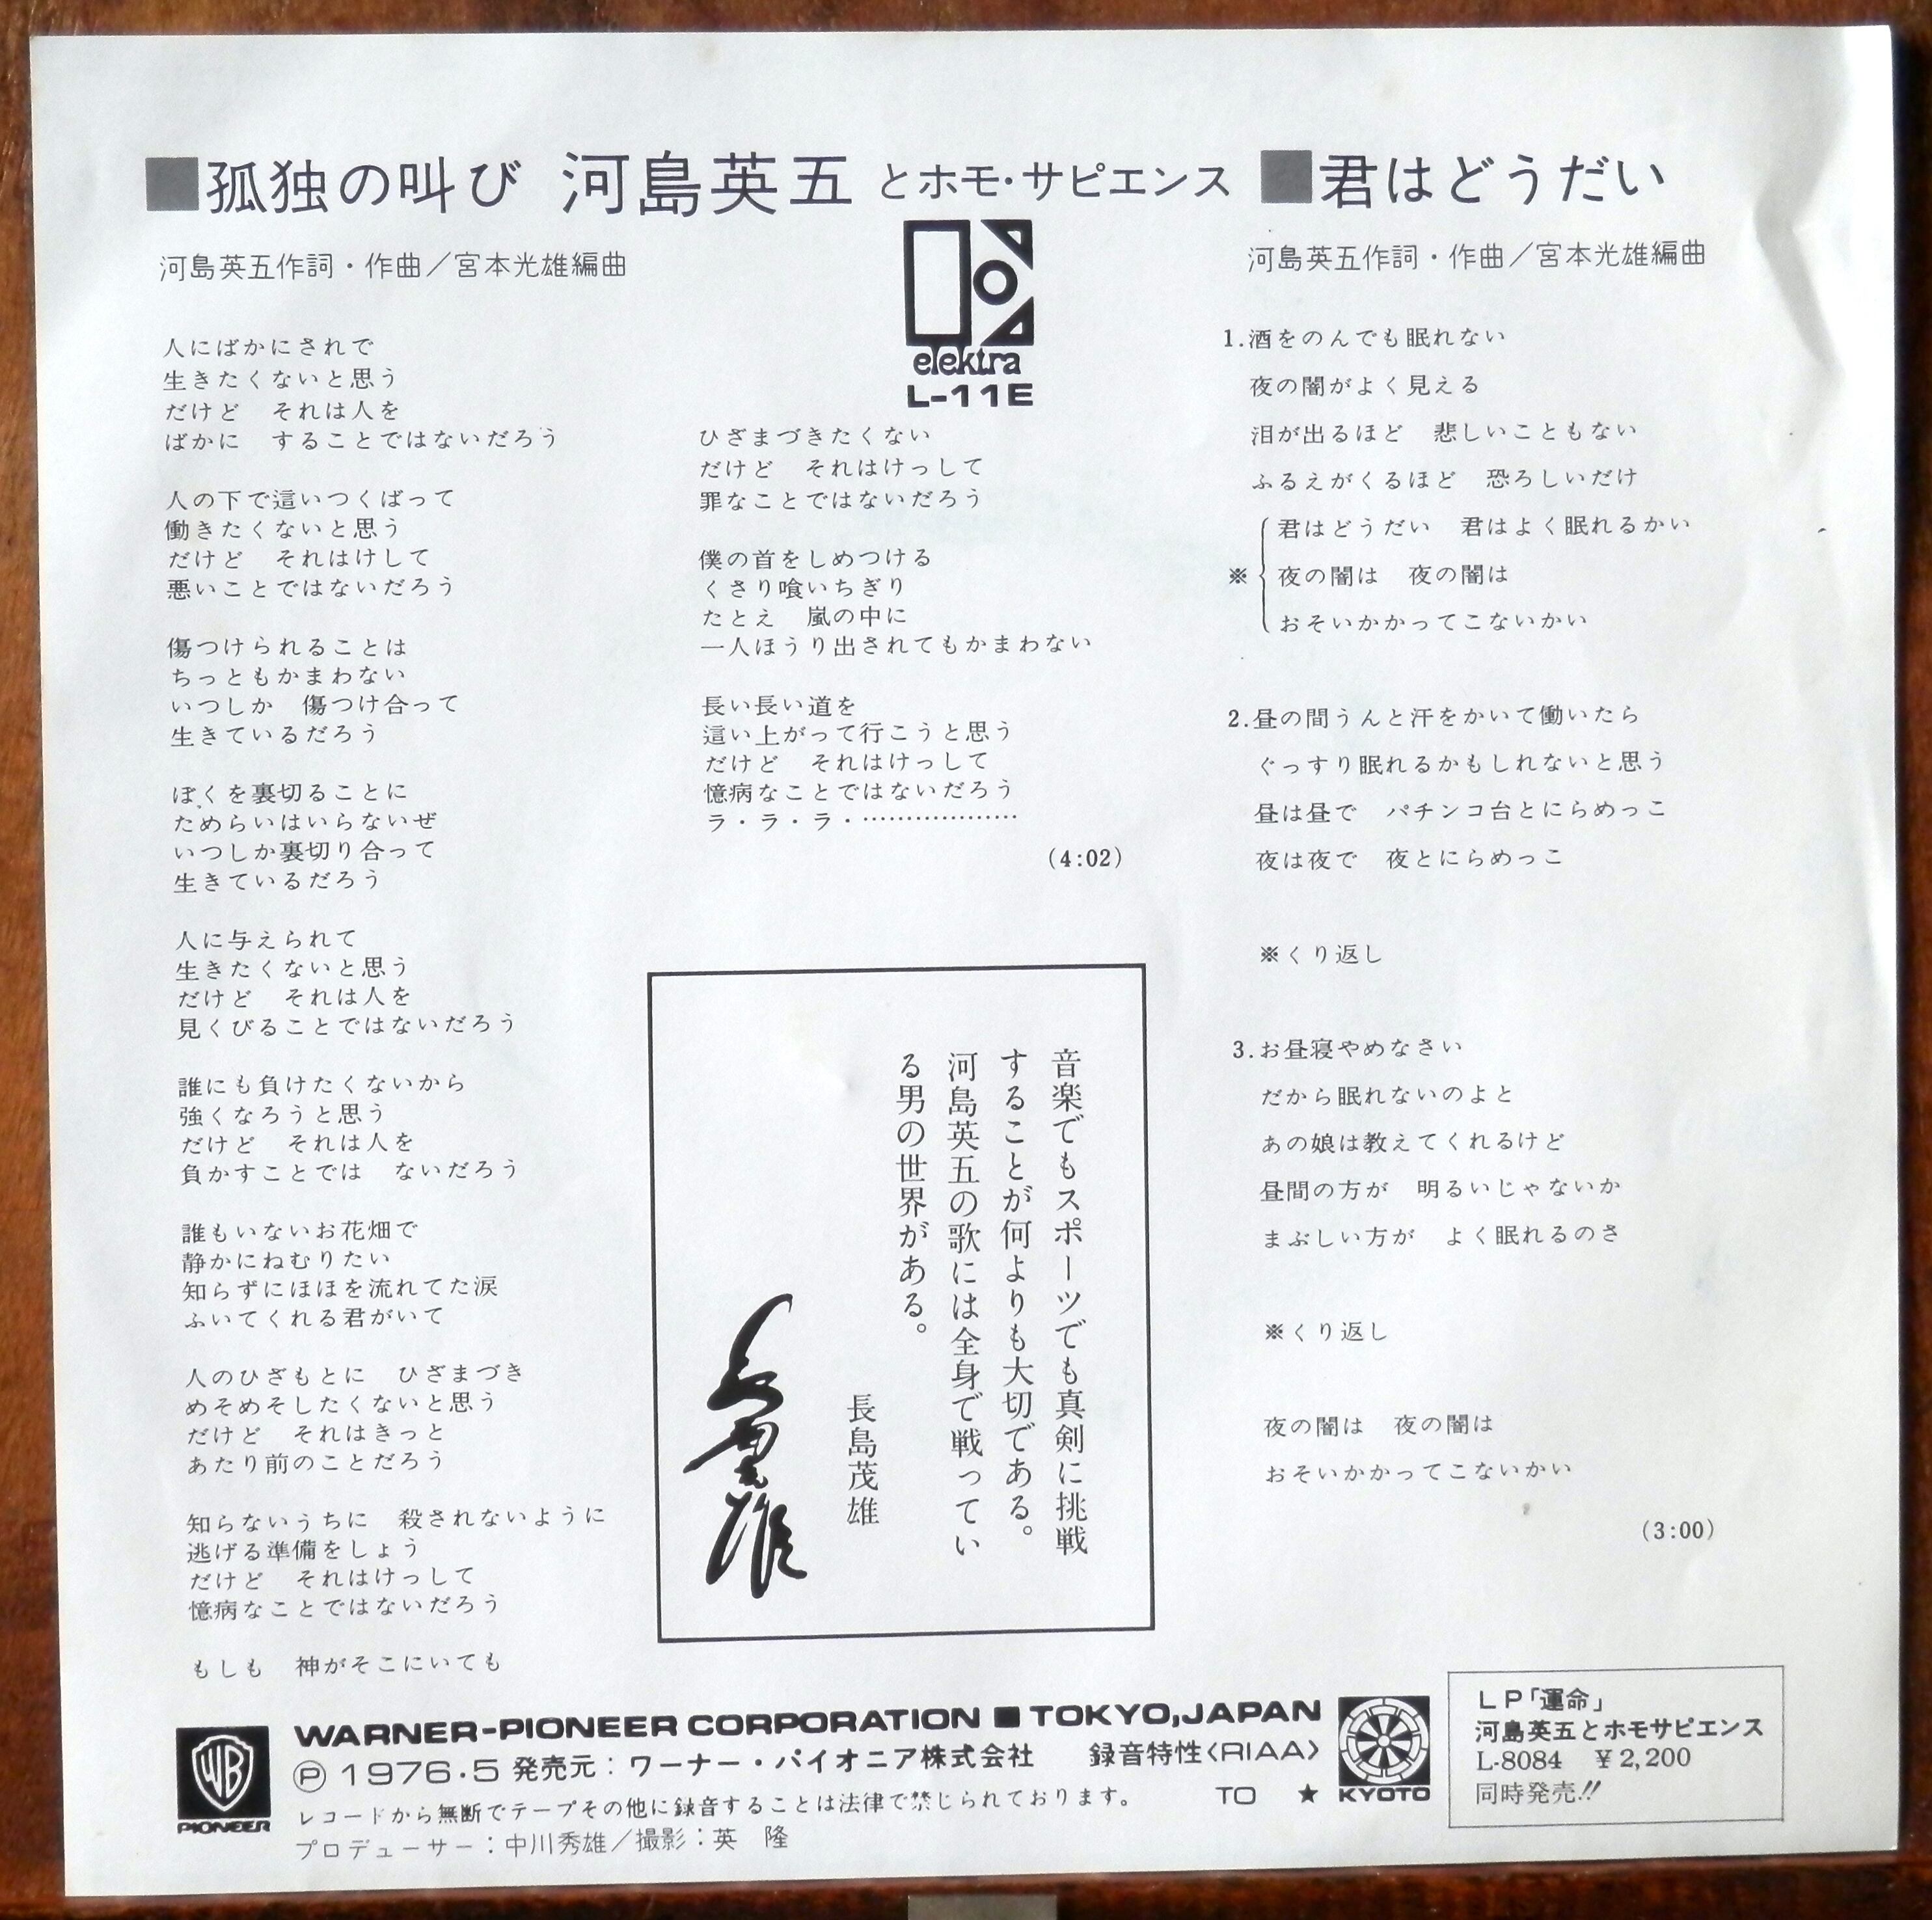 ■孤独の叫び 河島英五とホモ・サピエンス ■君はどうだい
河島英五作詞・作曲／宮本光雄編曲
人にばかにされで
生きたくないと思う
だけど　それは人を
ばかに　することではないだろう
人の下で這いつくばって
働きたくないと思う
だけど　それはけして
悪いことではないだろう
傷つけられることは
ちっともかまわない
いつしか　傷つけ合って
生きているだろう
ぼくを裏切ることに
ためらいはいらないぜ
いつしか裏切り合って
生きているだろう
人に与えられて
生きたくないと思う
だけど　それは人を
見くびることではないだろう
誰にも負けたくないから
強くなろうと思う
だけど　それは人を
負かすことでは　ないだろう
誰もいないお花畑で
静かにねむりたい
知らずにほほを流れてた涙
ふいてくれる君がいて
人のひざもとに　ひざまづき
めそめそしたくないと思う
だけど　それはきっと
あたり前のことだろう
知らないうちに　殺されないように
逃げる準備をしょう
だけど　それはけっして
憶病なことではないだろう
もしも　神がそこにいても
elektra
L-11E
ひざまづきたくない
だけど　それはけっして
罪なことではないだろう
僕の首をしめつける
くさり喰いちぎり
たとえ　嵐の中に
一人ほうり出されてもかまわない
長い長い道を
這い上がって行こうと思う
だけど　それはけっして
憶病なことではないだろう
ラ・ラ・ラ・………………
(4:02)
音楽でもスポーツでも真剣に挑戦
することが何よりも大切である。
河島英五の歌には全身で戦ってい
る男の世界がある。
長島茂雄
河島英五作詞・作曲／宮本光雄編曲
1.酒をのんでも眠れない
夜の闇がよく見える
泪が出るほど　悲しいこともない
ふるえがくるほど　恐ろしいだけ
君はどうだい　君はよく眠れるかい
※夜の闇は　夜の闇は
おそいかかってこないかい
2.昼の間うんと汗をかいて働いたら
ぐっすり眠れるかもしれないと思う
昼は昼で　パチンコ台とにらめっこ
夜は夜で　夜とにらめっこ
※くり返し
3.お昼寝やめなさい
だから眠れないのよと
あの娘は教えてくれるけど
昼間の方が　明るいじゃないか
まぶしい方が　よく眠れるのさ
※くり返し
夜の闇は　夜の闇は
おそいかかってこないかい
(3:00)
WB
PIONEER
WARNER-PIONEER CORPORATION ■ TOKYO,JAPAN
Ⓟ1976・5 発売元：ワーナー・パイオニア株式会社　録音特性〈RIAA〉
レコードから無断でテープその他に録音することは法律で禁じられております。　TO ★
プロデューサー：中川秀雄／撮影：英　隆
KYOTO
ＬＰ「運命」
河島英五とホモサピエンス
L-8084　￥2,200
同時発売!!